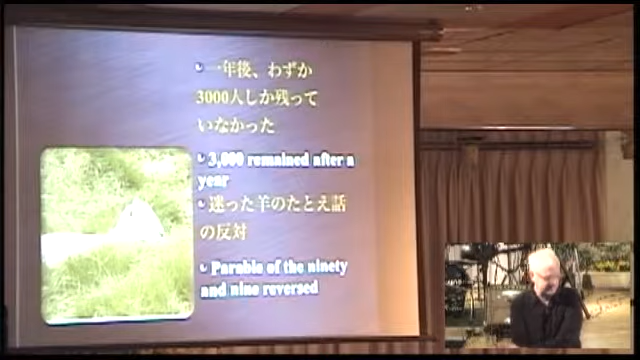 一年後、わずか
3000人しか残って
いなかった
3,000 remained after a
year
迷った羊のたとえ話
の反対
Parable of the ninety
and nine reversed